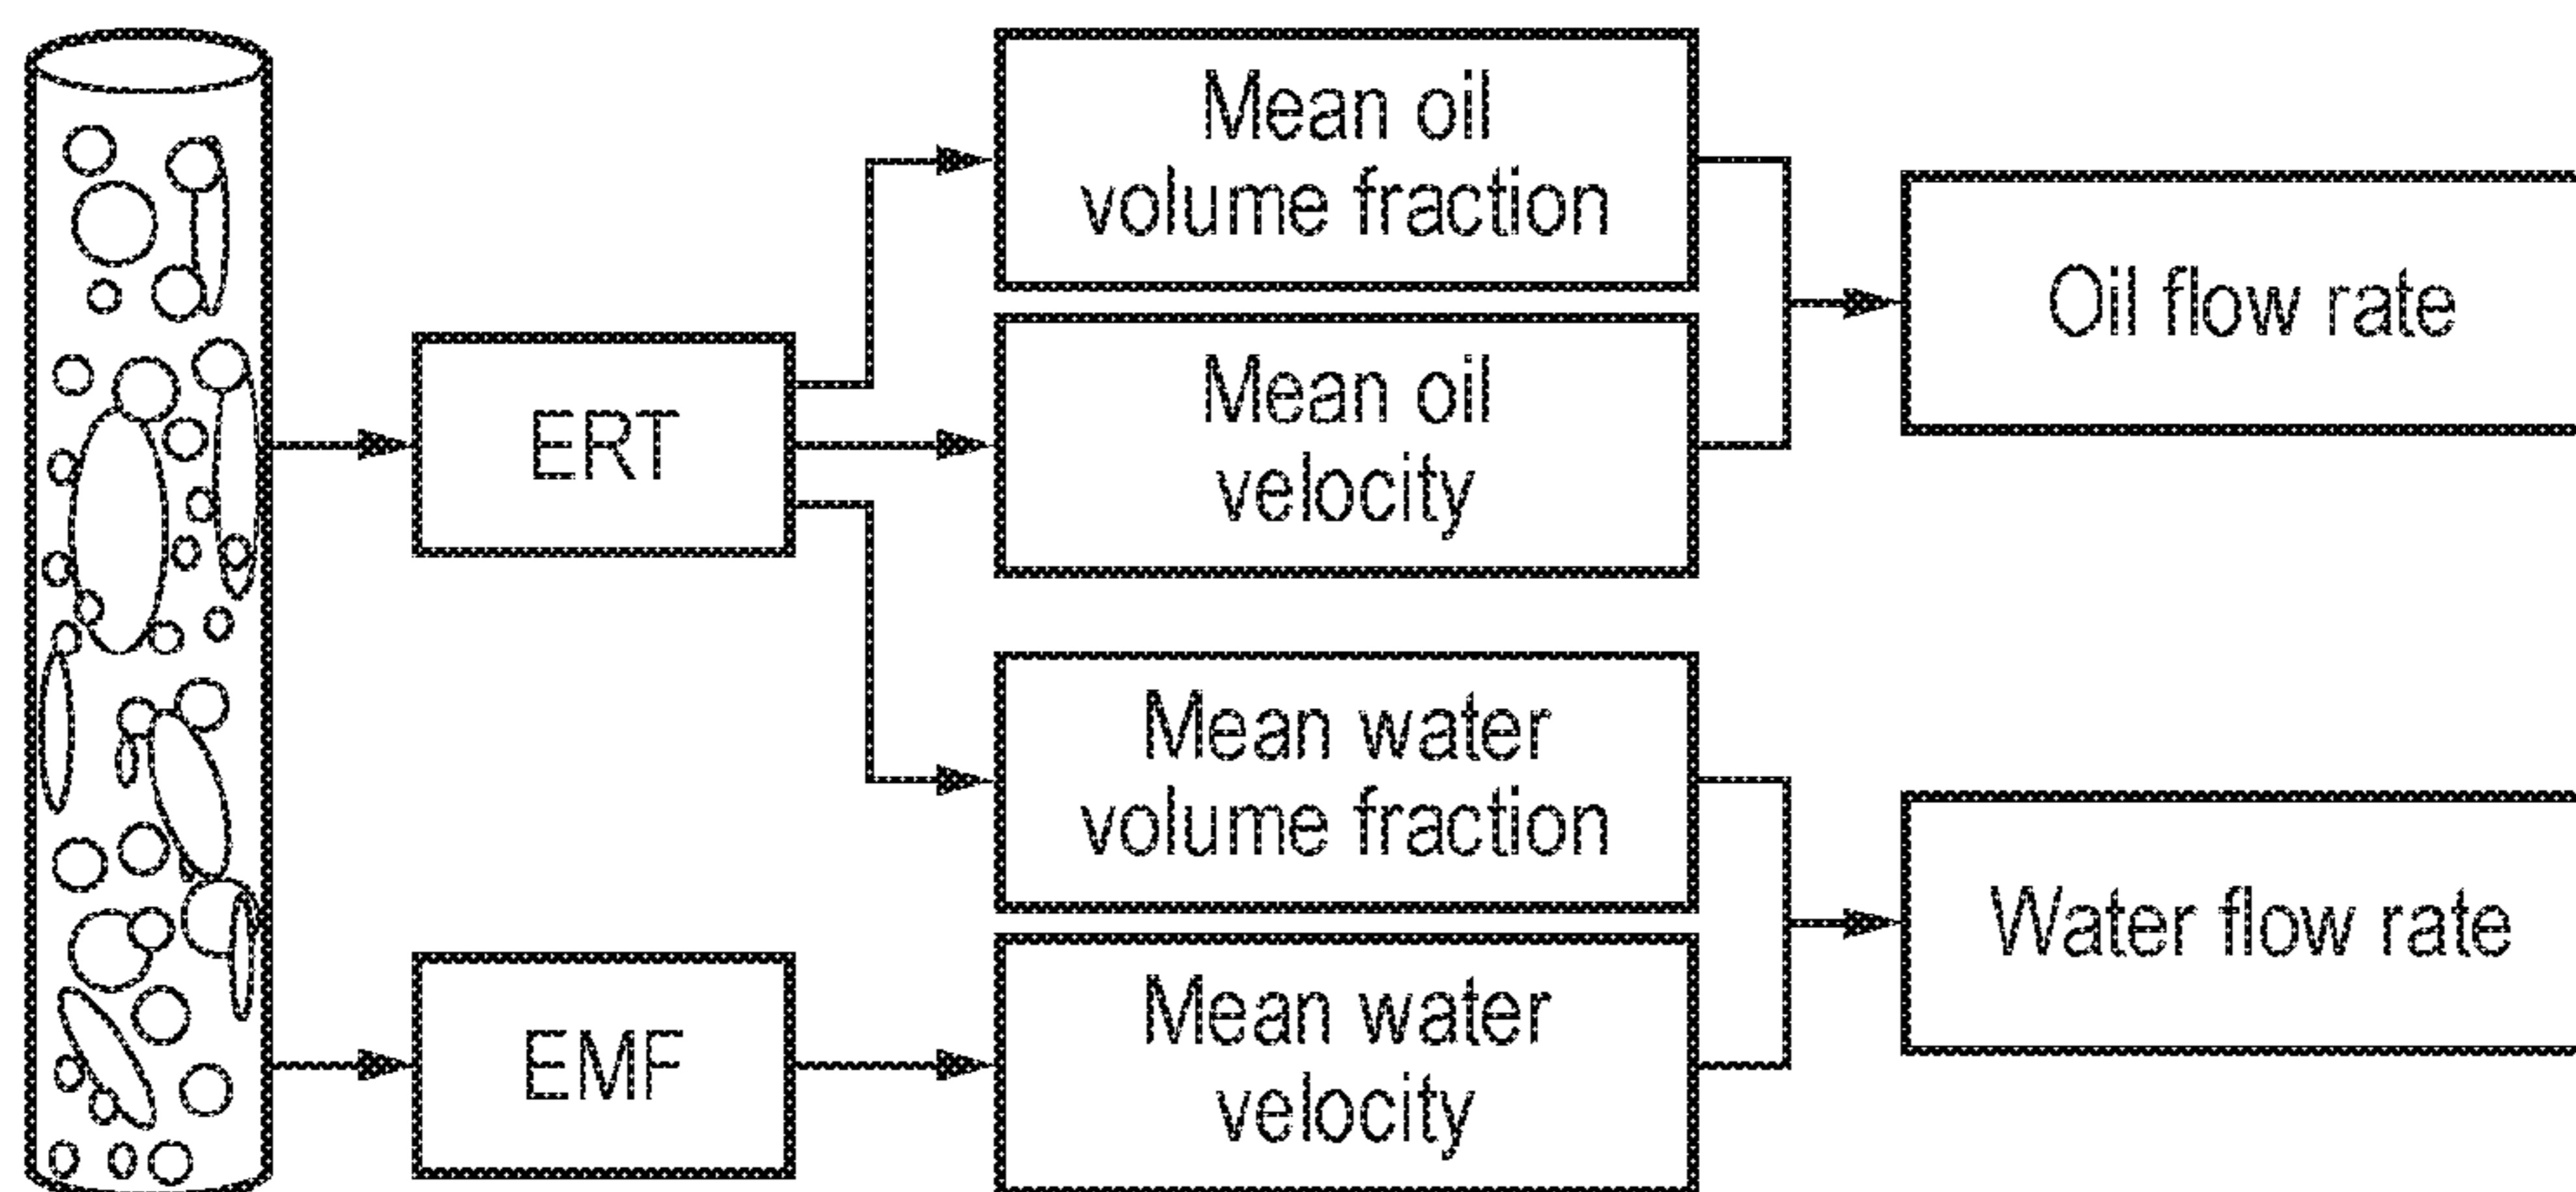 Mean oil
volume fraction
Oil flow rate
ERT
Mean oil
velocity
Mean water
volume fraction
Water flow rate
EMF
Mean water
velocity